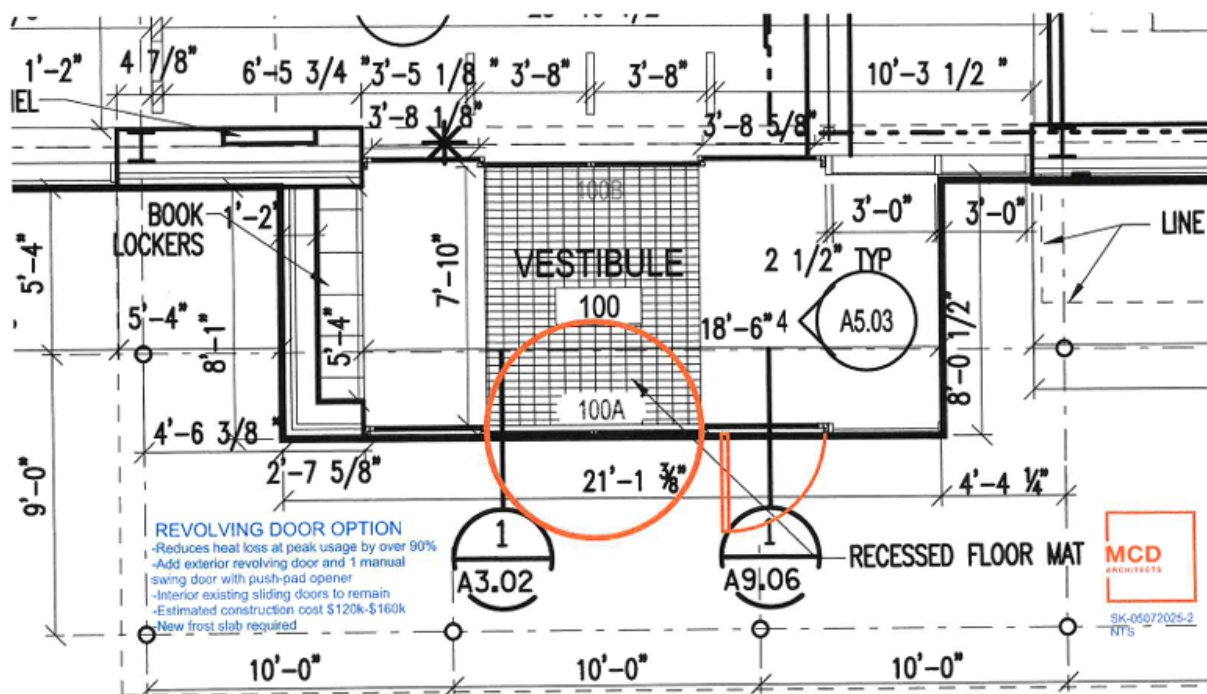 1'-2"
4 7/8"
6'-5 3/4 "
3'-5 1/8 "
3'-8"
3'-8"
10'-3 1/2 "
3'-8 1/8"
3'-8 5/8"
100B
BOOK
LOCKERS
1'-2"
3'-0"
3'-0"
LINE
VESTIBULE
2 1/2" TYP
5'-4"
7'-10"
100
5'-4"
8'-1"
5'-4"
18'-6"
4
A5.03
8'-0 1/2"
100A
4'-6 3/8 "
2'-7 5/8"
21'-1 3/8"
4'-4 1/4"
9'-0"
REVOLVING DOOR OPTION
-Reduces heat loss at peak usage by over 90%
-Add exterior revolving door and 1 manual
swing door with push-pad opener
-Interior existing sliding doors to remain
-Estimated construction cost $120k-$160k
-New frost slab required
1
A3.02
1
A9.06
RECESSED FLOOR MAT
MCD
ARCHITECTS
SK-05072025-2
NTS
10'-0"
10'-0"
10'-0"